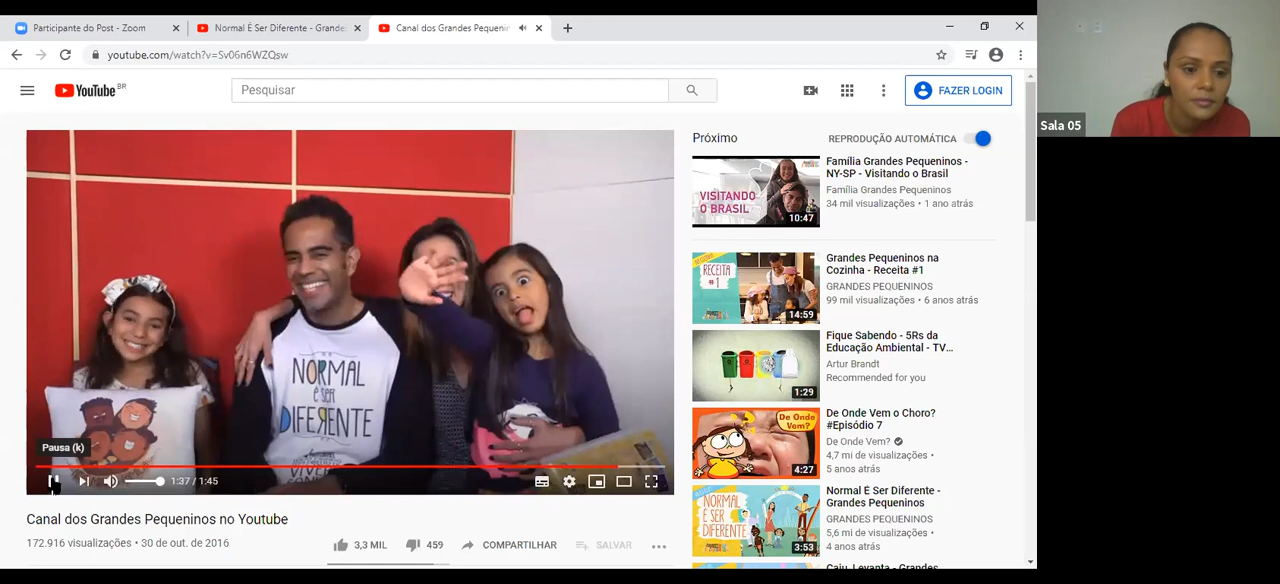 Participante do Post - Zoom
Normal É Ser Diferente - Grande
Canal dos Grandes Pequenin
youtube.com/watch?v=Sv06n6WZQsw
YouTube BR
Pesquisar
FAZER LOGIN
Sala 05
NORMAL
é SER
DIFERENTE
Pausa (k)
1:37 / 1:45
Canal dos Grandes Pequeninos no Youtube
172.916 visualizações • 30 de out. de 2016
3,3 MIL
459
COMPARTILHAR
SALVAR
Próximo
REPRODUÇÃO AUTOMÁTICA
VISITANDO
O BRASIL
10:47
Família Grandes Pequeninos -
NY-SP - Visitando o Brasil
Família Grandes Pequeninos
34 mil visualizações • 1 ano atrás
RECEITA
#1
14:59
Grandes Pequeninos na
Cozinha - Receita #1
GRANDES PEQUENINOS
99 mil visualizações • 6 anos atrás
1:29
Fique Sabendo - 5Rs da
Educação Ambiental - TV...
Artur Brandt
Recommended for you
De Onde
Vem?
4:27
De Onde Vem o Choro?
#Episódio 7
De Onde Vem?
4,7 mi de visualizações •
5 anos atrás
NORMAL
É SER
DIFERENTE
3:53
Normal É Ser Diferente -
Grandes Pequeninos
GRANDES PEQUENINOS
5,6 mi de visualizações •
4 anos atrás
Caiu, Levanta - Grandes